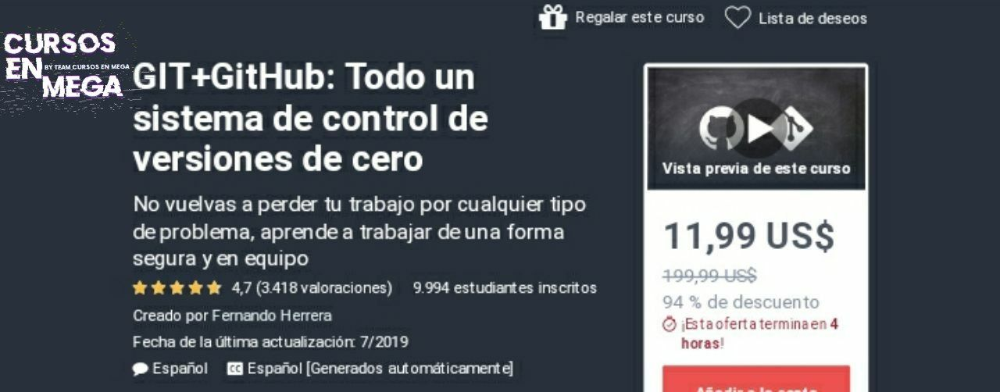 Regalar este curso
Lista de deseos
CURSOS
EN BY TEAM CURSOS EN MEGA
MEGA
GIT+GitHub: Todo un
sistema de control de
versiones de cero
No vuelvas a perder tu trabajo por cualquier tipo
de problema, aprende a trabajar de una forma
segura y en equipo
4,7 (3.418 valoraciones) 9.994 estudiantes inscritos
Creado por Fernando Herrera
Fecha de la última actualización: 7/2019
Español CC Español [Generados automáticamente]
Vista previa de este curso
11,99 US$
199,99 US$
94 % de descuento
¡Esta oferta termina en 4
horas!
Añadir a la cesta